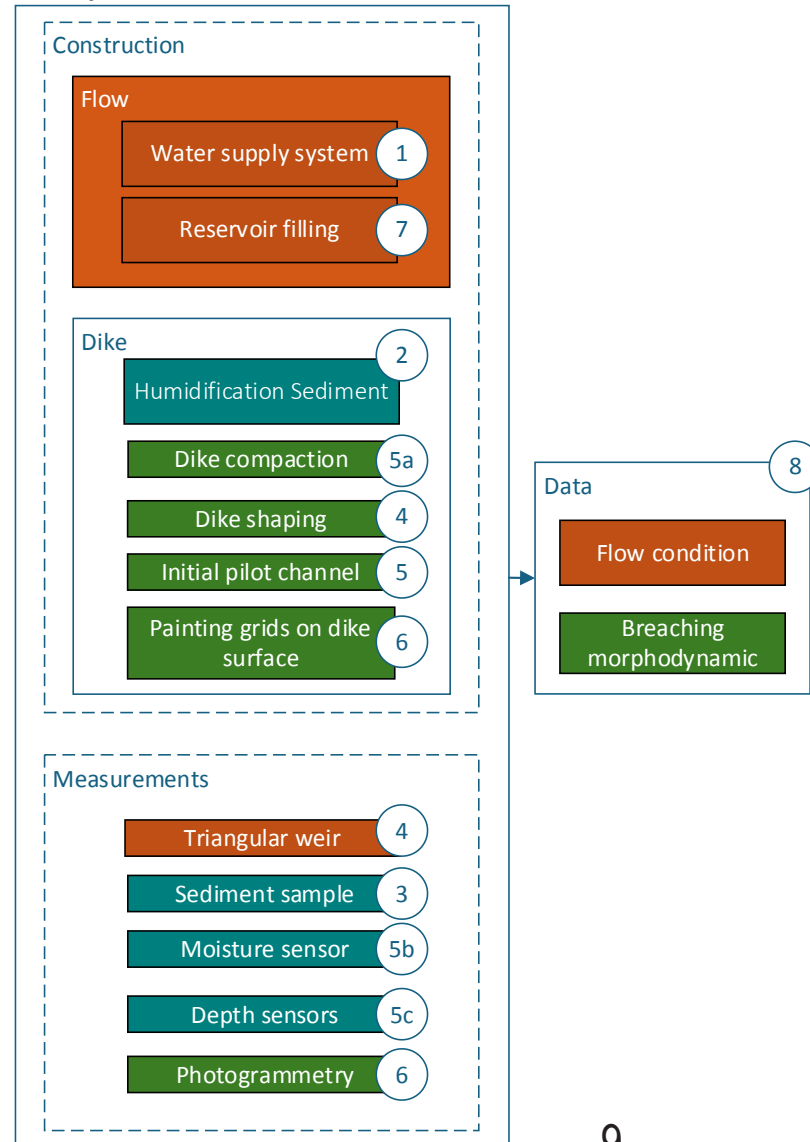 Construction
Flow
Water supply system 1
Reservoir filling 7
Dike
2
Humidification Sediment
Dike compaction 5a
Dike shaping 4
Initial pilot channel 5
Painting grids on dike
surface
6
Measurements
Triangular weir 4
Sediment sample 3
Moisture sensor 5b
Depth sensors 5c
Photogrammetry 6
8
Data
Flow condition
Breaching
morphodynamic